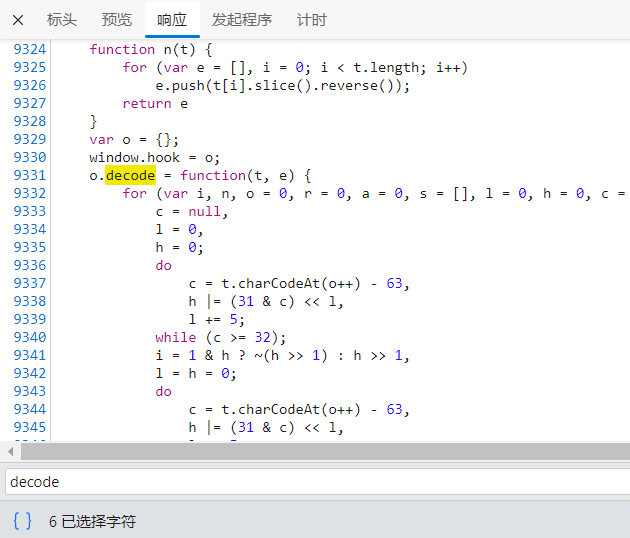 × 标头 预览 响应 发起程序 计时
9324 function n(t) {
9325 for (var e = [], i = 0; i < t.length; i++)
9326 e.push(t[i].slice().reverse());
9327 return e
9328 }
9329 var o = {};
9330 window.hook = o;
9331 o.decode = function(t, e) {
9332 for (var i, n, o = 0, r = 0, a = 0, s = [], l = 0, h = 0, c =
9333 c = null,
9334 l = 0,
9335 h = 0;
9336 do
9337 c = t.charCodeAt(o++) - 63,
9338 h |= (31 & c) << l,
9339 l += 5;
9340 while (c >= 32);
9341 i = 1 & h ? ~(h >> 1) : h >> 1,
9342 l = h = 0;
9343 do
9344 c = t.charCodeAt(o++) - 63,
9345 h |= (31 & c) << l,
decode
{ } 6 已选择字符